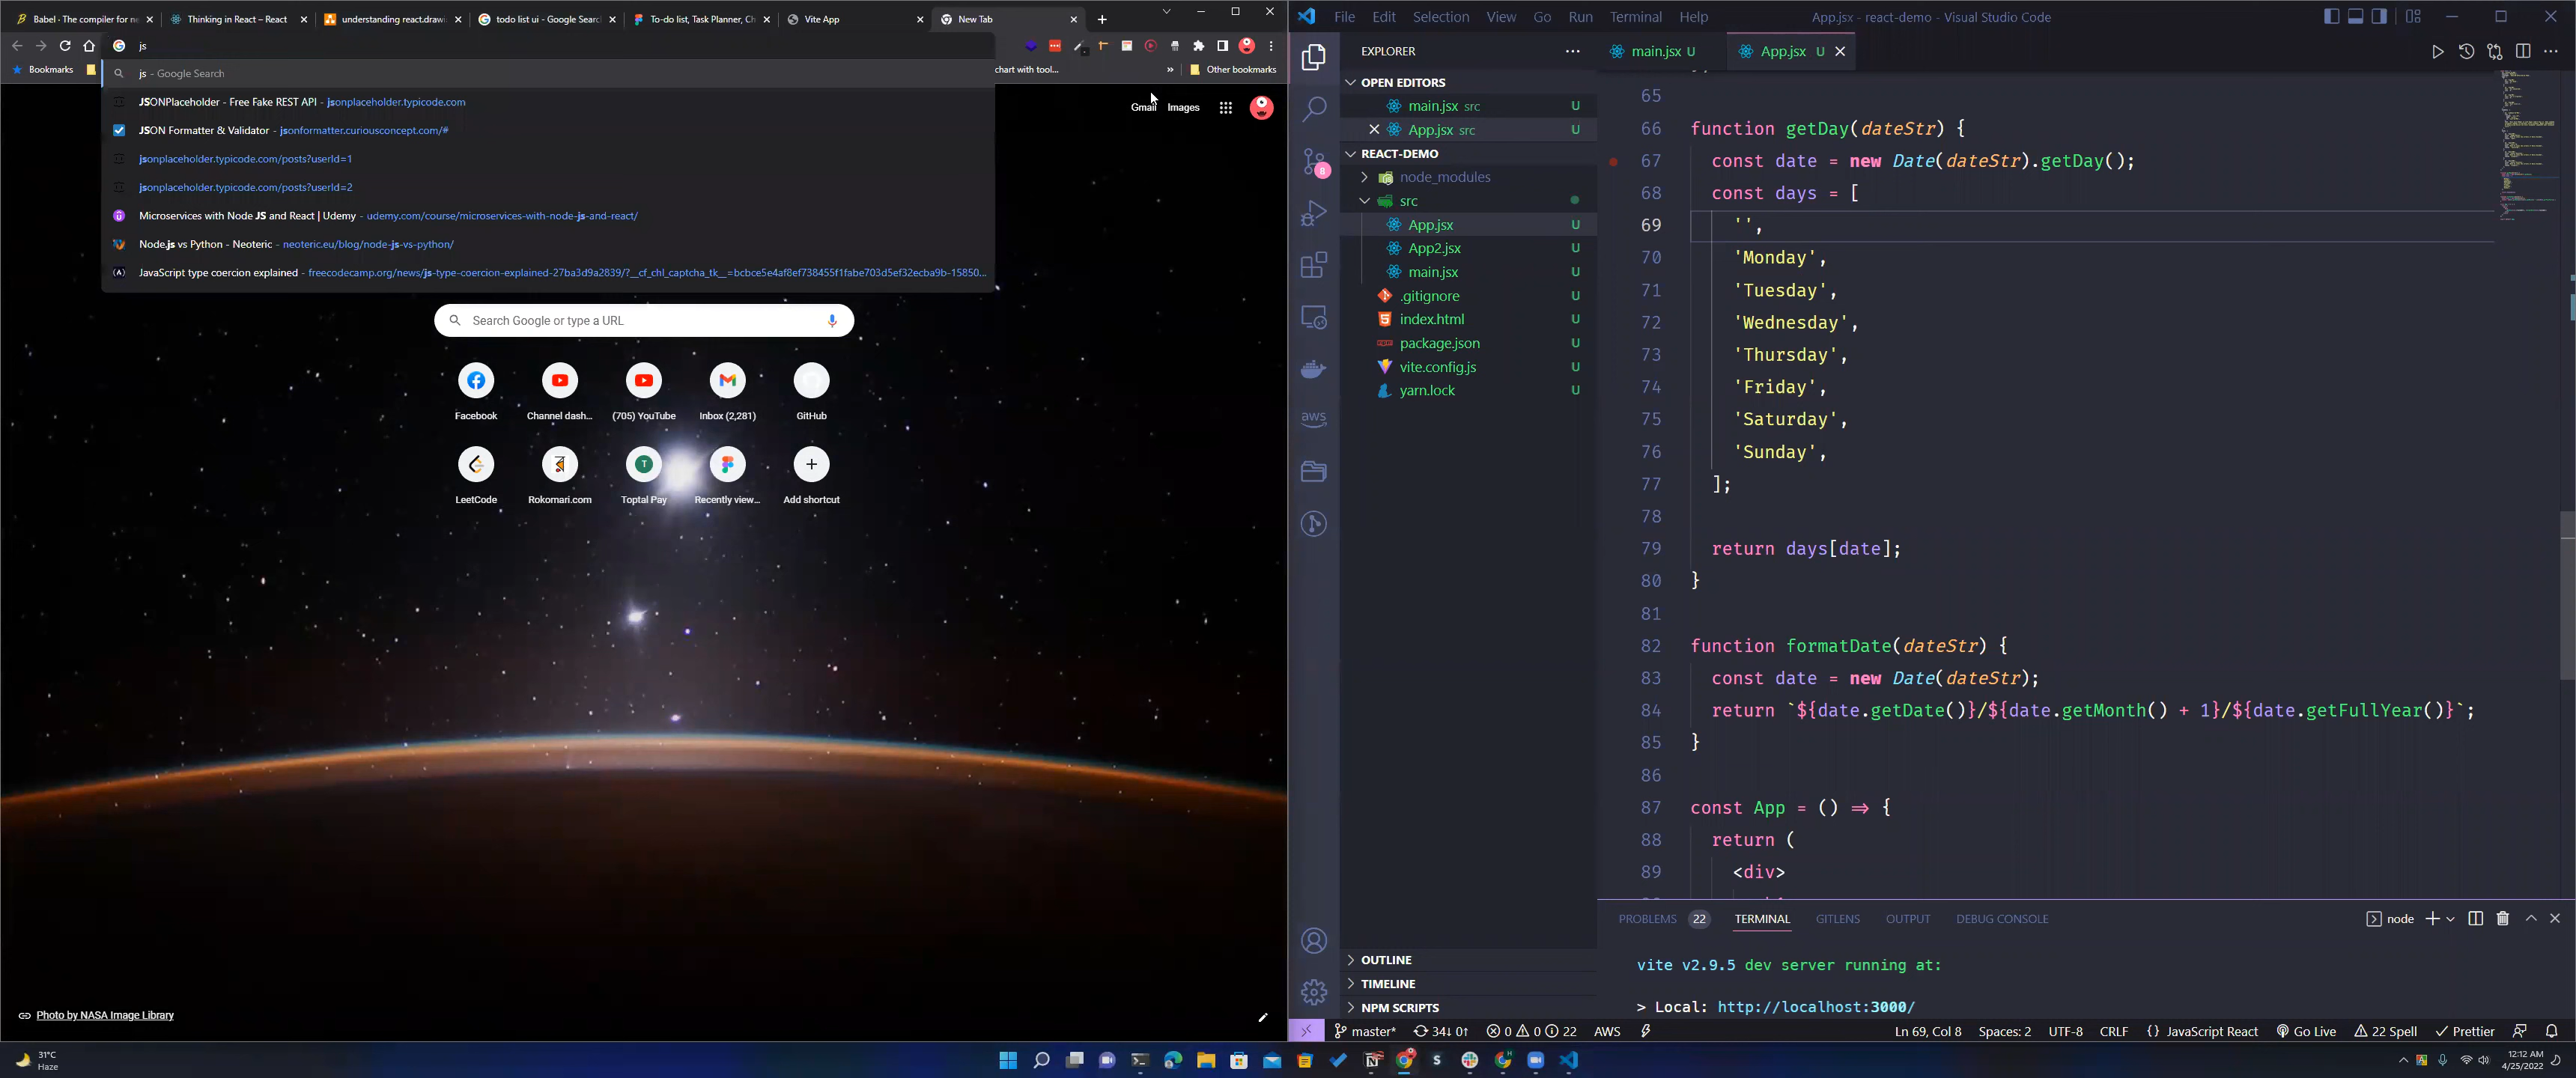 Babel · The compiler for ne
Thinking in React – React
understanding react.draw
todo list ui - Google Search
To-do list, Task Planner, Ch
Vite App
New Tab
js
Bookmarks
chart with tool...
»
Other bookmarks
js - Google Search
JSONPlaceholder - Free Fake REST API - jsonplaceholder.typicode.com
JSON Formatter & Validator - jsonformatter.curiousconcept.com/#
jsonplaceholder.typicode.com/posts?userId=1
jsonplaceholder.typicode.com/posts?userId=2
Microservices with Node JS and React | Udemy - udemy.com/course/microservices-with-node-js-and-react/
Node.js vs Python - Neoteric - neoteric.eu/blog/node-js-vs-python/
JavaScript type coercion explained - freecodecamp.org/news/js-type-coercion-explained-27ba3d9a2839/?__cf_chl_captcha_tk__=bcbce5e4af8ef738455f1fabe703d5ef32ecba9b-15850...
Gmail Images
Search Google or type a URL
Facebook
Channel dash...
(705) YouTube
Inbox (2,281)
GitHub
LeetCode
Rokomari.com
T
Toptal Pay
Recently view...
Add shortcut
Photo by NASA Image Library
File Edit Selection View Go Run Terminal Help
App.jsx - react-demo - Visual Studio Code
EXPLORER
OPEN EDITORS
main.jsx src U
App.jsx src U
REACT-DEMO
node_modules
src
App.jsx U
App2.jsx U
main.jsx U
.gitignore U
index.html U
package.json U
vite.config.js U
yarn.lock U
OUTLINE
TIMELINE
NPM SCRIPTS
8
aws
main.jsx U
App.jsx U
65
66 function getDay(dateStr) {
67 const date = new Date(dateStr).getDay();
68 const days = [
69 '',
70 'Monday',
71 'Tuesday',
72 'Wednesday',
73 'Thursday',
74 'Friday',
75 'Saturday',
76 'Sunday',
77 ];
78
79 return days[date];
80 }
81
82 function formatDate(dateStr) {
83 const date = new Date(dateStr);
84 return `${date.getDate()}/${date.getMonth() + 1}/${date.getFullYear()}`;
85 }
86
87 const App = () ⇒ {
88 return (
89 <div>
PROBLEMS 22 TERMINAL GITLENS OUTPUT DEBUG CONSOLE
node
vite v2.9.5 dev server running at:
> Local: http://localhost:3000/
master* 34↓ 0↑ 0 0 22 AWS
Ln 69, Col 8 Spaces: 2 UTF-8 CRLF {} JavaScript React Go Live 22 Spell Prettier
31°C
Haze
12:12 AM
4/25/2022